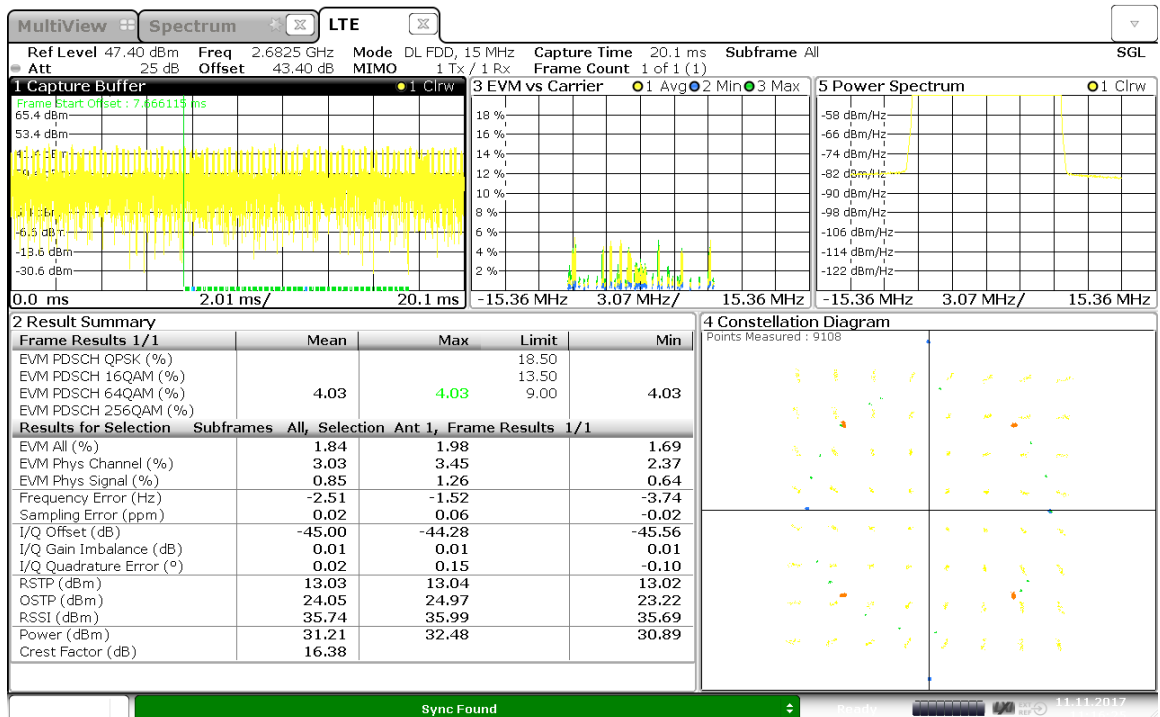 MultiView Spectrum LTE
Ref Level 47.40 dBm Freq 2.6825 GHz Mode DL FDD, 15 MHz Capture Time 20.1 ms Subframe All SGL
Att 25 dB Offset 43.40 dB MIMO 1 Tx / 1 Rx Frame Count 1 of 1 (1)
1 Capture Buffer 1 Clrw
Frame Start Offset : 7.666115 ms
65.4 dBm
53.4 dBm
-6.5 dBm
-18.6 dBm
-30.6 dBm
0.0 ms 2.01 ms/ 20.1 ms
3 EVM vs Carrier 1 Avg 2 Min 3 Max
18 %
16 %
14 %
12 %
10 %
8 %
6 %
4 %
2 %
-15.36 MHz 3.07 MHz/ 15.36 MHz
5 Power Spectrum 1 Clrw
-58 dBm/Hz
-66 dBm/Hz
-74 dBm/Hz
-82 dBm/Hz
-90 dBm/Hz
-98 dBm/Hz
-106 dBm/Hz
-114 dBm/Hz
-122 dBm/Hz
-15.36 MHz 3.07 MHz/ 15.36 MHz
2 Result Summary
Frame Results 1/1 Mean Max Limit Min
EVM PDSCH QPSK (%) 18.50
EVM PDSCH 16QAM (%) 13.50
EVM PDSCH 64QAM (%) 4.03 4.03 9.00 4.03
EVM PDSCH 256QAM (%)
Results for Selection Subframes All, Selection Ant 1, Frame Results 1/1
EVM All (%) 1.84 1.98 1.69
EVM Phys Channel (%) 3.03 3.45 2.37
EVM Phys Signal (%) 0.85 1.26 0.64
Frequency Error (Hz) -2.51 -1.52 -3.74
Sampling Error (ppm) 0.02 0.06 -0.02
I/Q Offset (dB) -45.00 -44.28 -45.56
I/Q Gain Imbalance (dB) 0.01 0.01 0.01
I/Q Quadrature Error (º) 0.02 0.15 -0.10
RSTP (dBm) 13.03 13.04 13.02
OSTP (dBm) 24.05 24.97 23.22
RSSI (dBm) 35.74 35.99 35.69
Power (dBm) 31.21 32.48 30.89
Crest Factor (dB) 16.38
4 Constellation Diagram
Points Measured : 9108
Sync Found Ready 11.11.2017